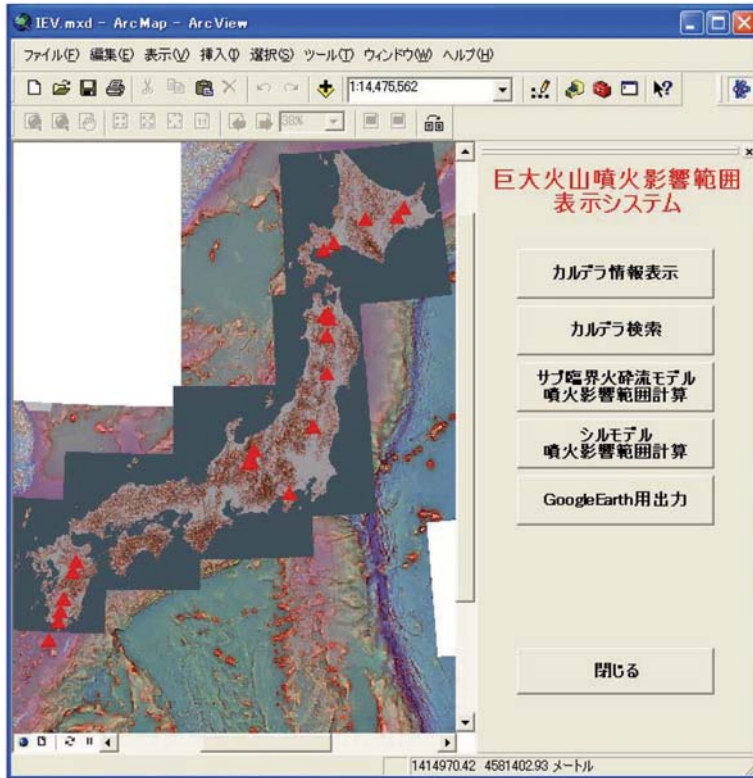 IEV.mxd - ArcMap - ArcView
ファイル(F) 編集(E) 表示(V) 挿入(I) 選択(S) ツール(T) ウィンドウ(W) ヘルプ(H)
1:14,475,562
38%
巨大火山噴火影響範囲
表示システム
カルデラ情報表示
カルデラ検索
サブ臨界火砕流モデル
噴火影響範囲計算
シルモデル
噴火影響範囲計算
GoogleEarth用出力
閉じる
1414970.42 4581402.93 メートル